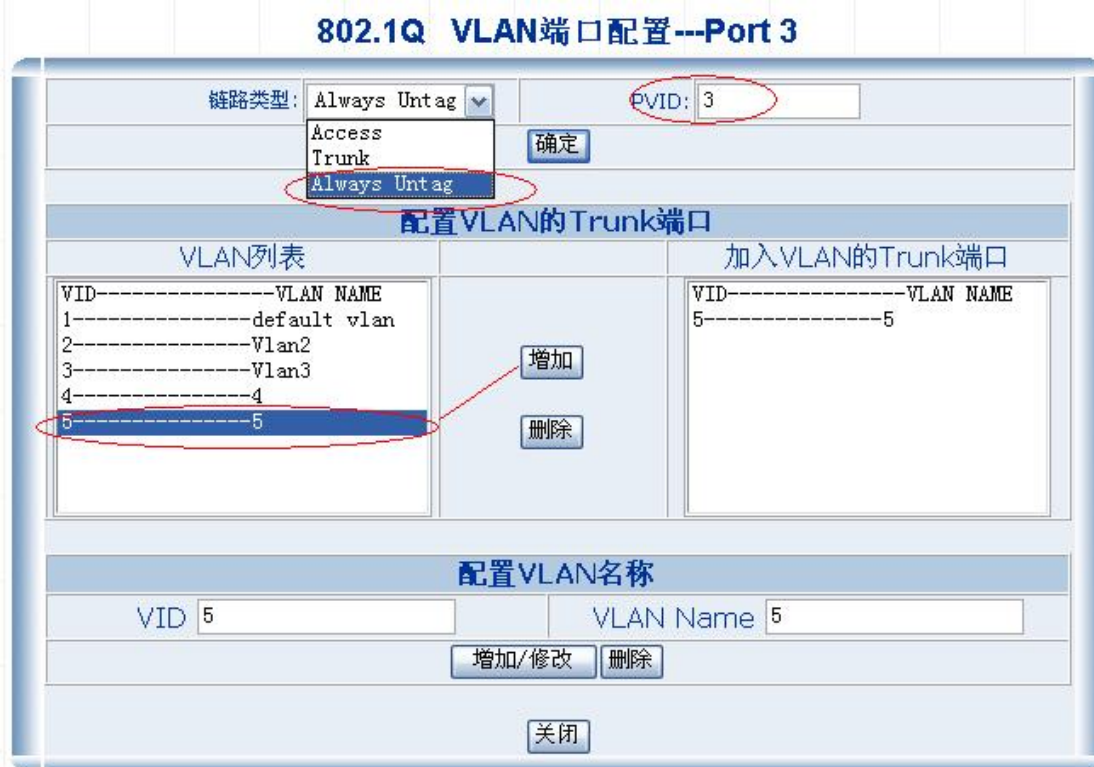 802.1Q VLAN端口配置---Port 3
链路类型: Always Untag PVID: 3
Access
Trunk
Always Untag
确定
配置VLAN的Trunk端口
VLAN列表 加入VLAN的Trunk端口
VID---------------VLAN NAME VID---------------VLAN NAME
1---------------default vlan 5---------------5
2---------------Vlan2
3---------------Vlan3
增加
4---------------4
5---------------5
删除
配置VLAN名称
VID 5 VLAN Name 5
增加/修改 删除
关闭